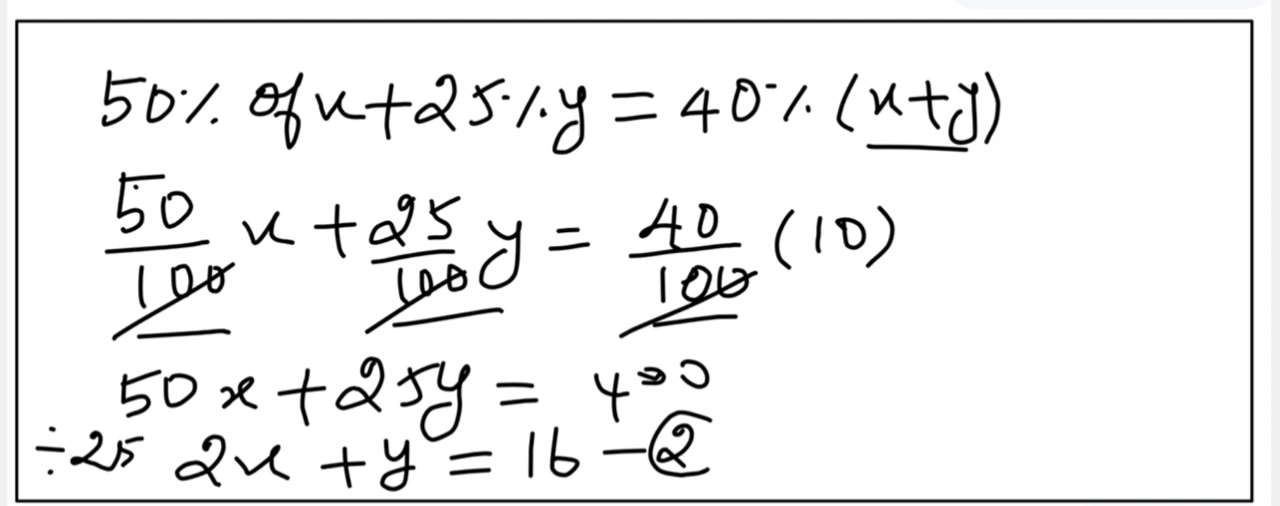 50% of x+25%y = 40% (x+y)
50/100 x + 25/100 y = 40/100 (10)
50x + 25y = 400
÷25 2x + y = 16 -②